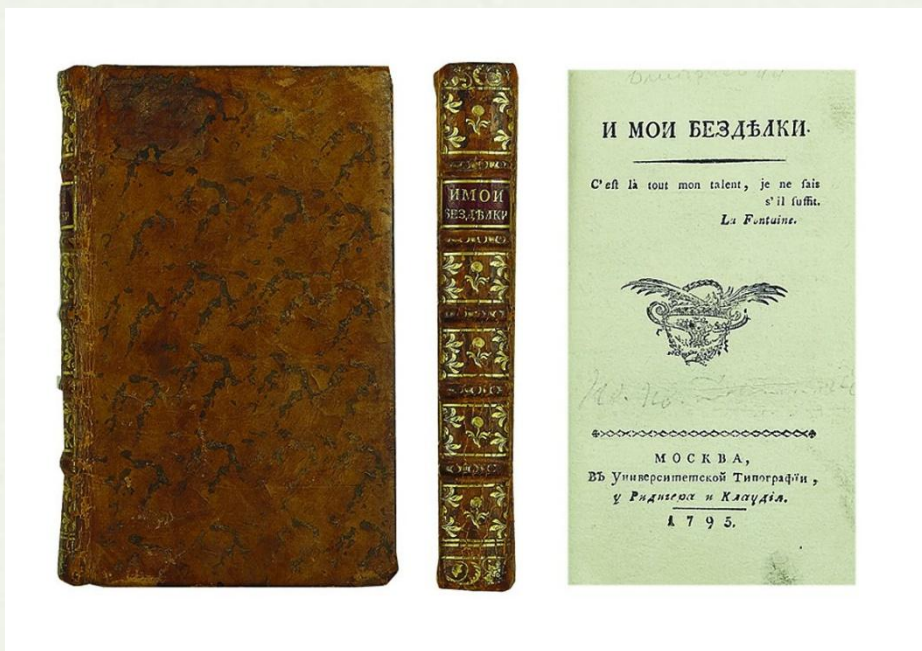 ИМОИ
БЕЗДѢЛКИ
И МОИ БЕЗДѢЛКИ.
C'eſt là tout mon talent, je ne ſais
s'il ſuffit.
La Fontaine.
МОСКВА,
Въ Университетской Типографїи,
у Ридигера и Клаудія.
1795.